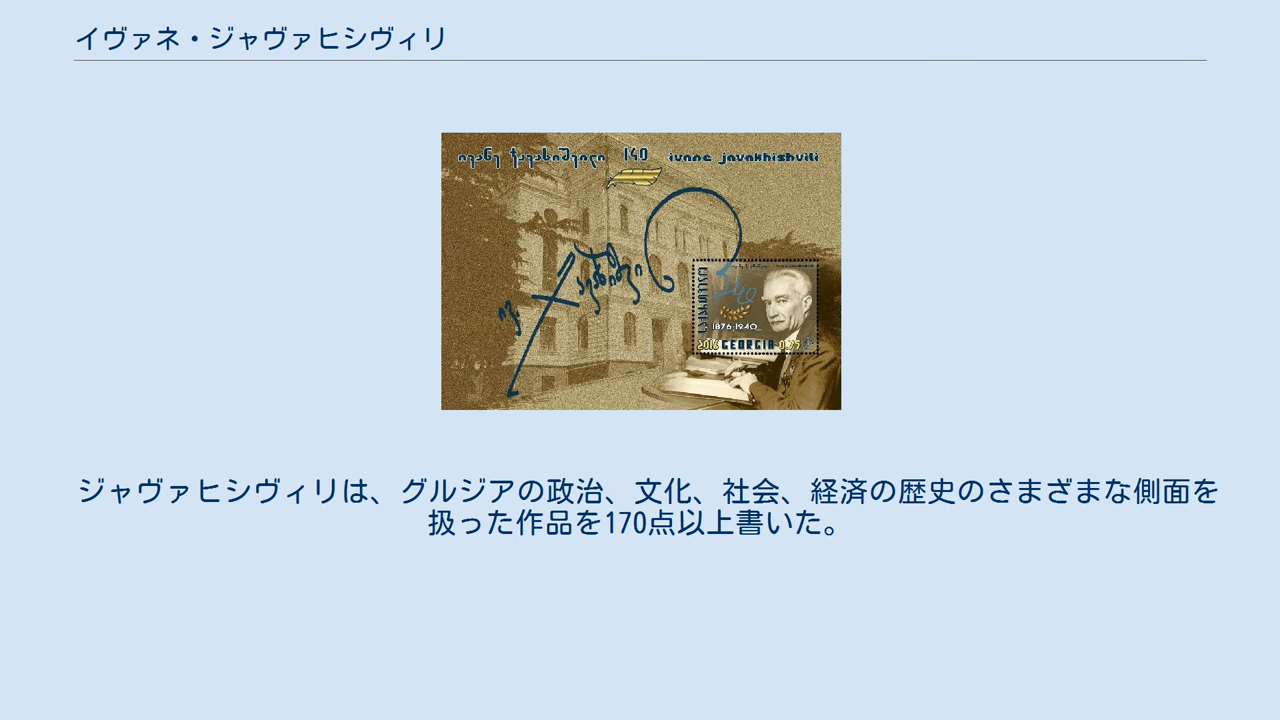 イヴァネ・ジャヴァヒシヴィリ
ივანე ჯავახიშვილი 140 ivane javakhishvili
1876-1940
2016 GEORGIA
ジャヴァヒシヴィリは、グルジアの政治、文化、社会、経済の歴史のさまざまな側面を
扱った作品を170点以上書いた。